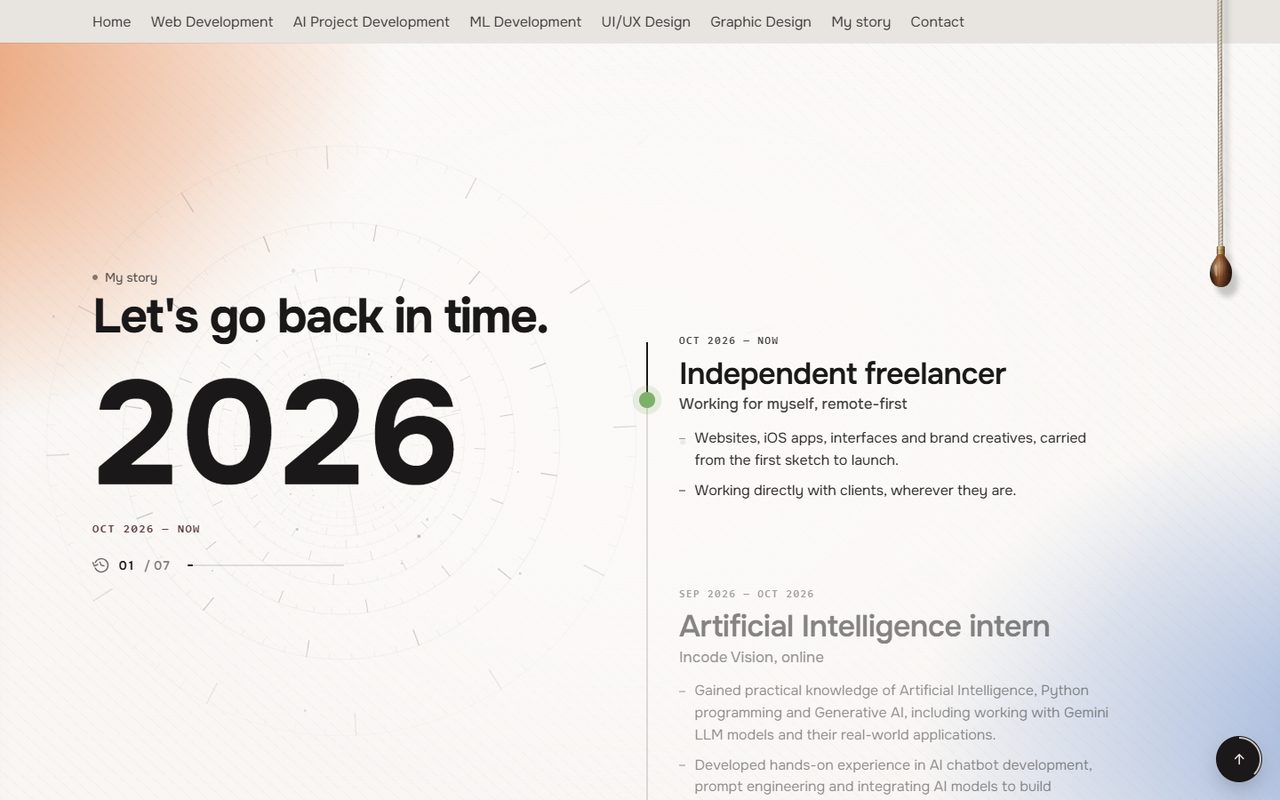 Home Web Development AI Project Development ML Development UI/UX Design Graphic Design My story Contact
My story
Let's go back in time.
2026
OCT 2026 — NOW
01 / 07
OCT 2026 — NOW
Independent freelancer
Working for myself, remote-first
– Websites, iOS apps, interfaces and brand creatives, carried
from the first sketch to launch.
– Working directly with clients, wherever they are.
SEP 2026 — OCT 2026
Artificial Intelligence intern
Incode Vision, online
– Gained practical knowledge of Artificial Intelligence, Python
programming and Generative AI, including working with Gemini
LLM models and their real-world applications.
– Developed hands-on experience in AI chatbot development,
prompt engineering and integrating AI models to build